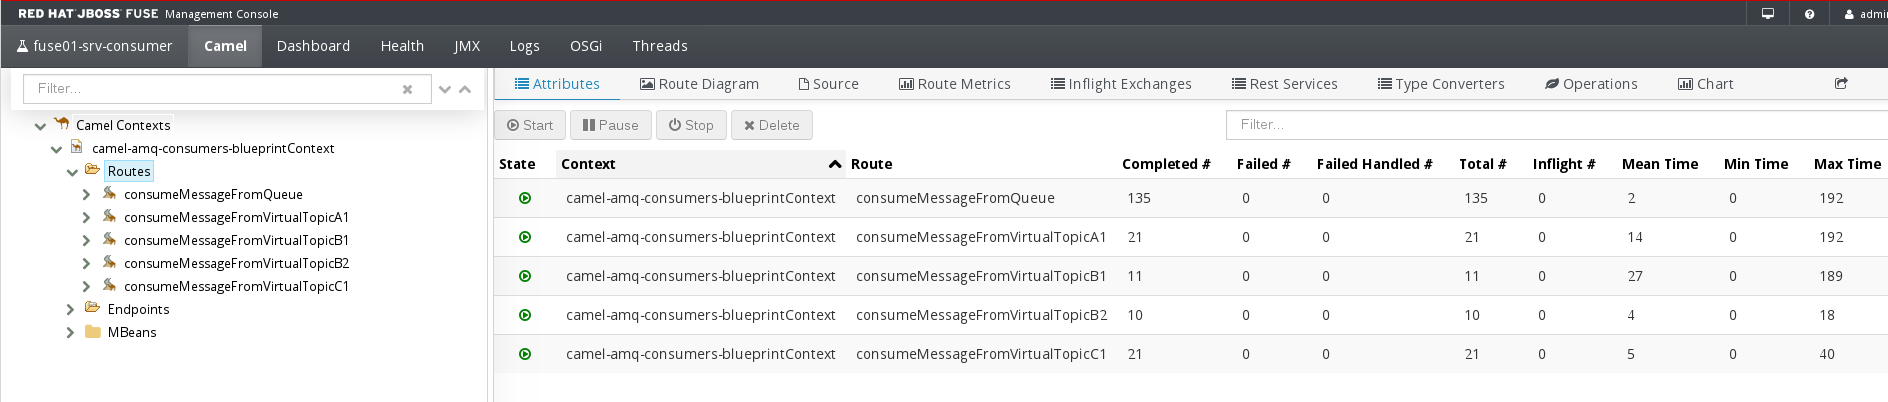 RED HAT JBOSS FUSE Management Console
admin
fuse01-srv-consumer Camel Dashboard Health JMX Logs OSGi Threads
Filter...
Attributes Route Diagram Source Route Metrics Inflight Exchanges Rest Services Type Converters Operations Chart
Start Pause Stop Delete
Filter...
Camel Contexts
camel-amq-consumers-blueprintContext
Routes
consumeMessageFromQueue
consumeMessageFromVirtualTopicA1
consumeMessageFromVirtualTopicB1
consumeMessageFromVirtualTopicB2
consumeMessageFromVirtualTopicC1
Endpoints
MBeans
State Context Route Completed # Failed # Failed Handled # Total # Inflight # Mean Time Min Time Max Time
camel-amq-consumers-blueprintContext consumeMessageFromQueue 135 0 0 135 0 2 0 192
camel-amq-consumers-blueprintContext consumeMessageFromVirtualTopicA1 21 0 0 21 0 14 0 192
camel-amq-consumers-blueprintContext consumeMessageFromVirtualTopicB1 11 0 0 11 0 27 0 189
camel-amq-consumers-blueprintContext consumeMessageFromVirtualTopicB2 10 0 0 10 0 4 0 18
camel-amq-consumers-blueprintContext consumeMessageFromVirtualTopicC1 21 0 0 21 0 5 0 40